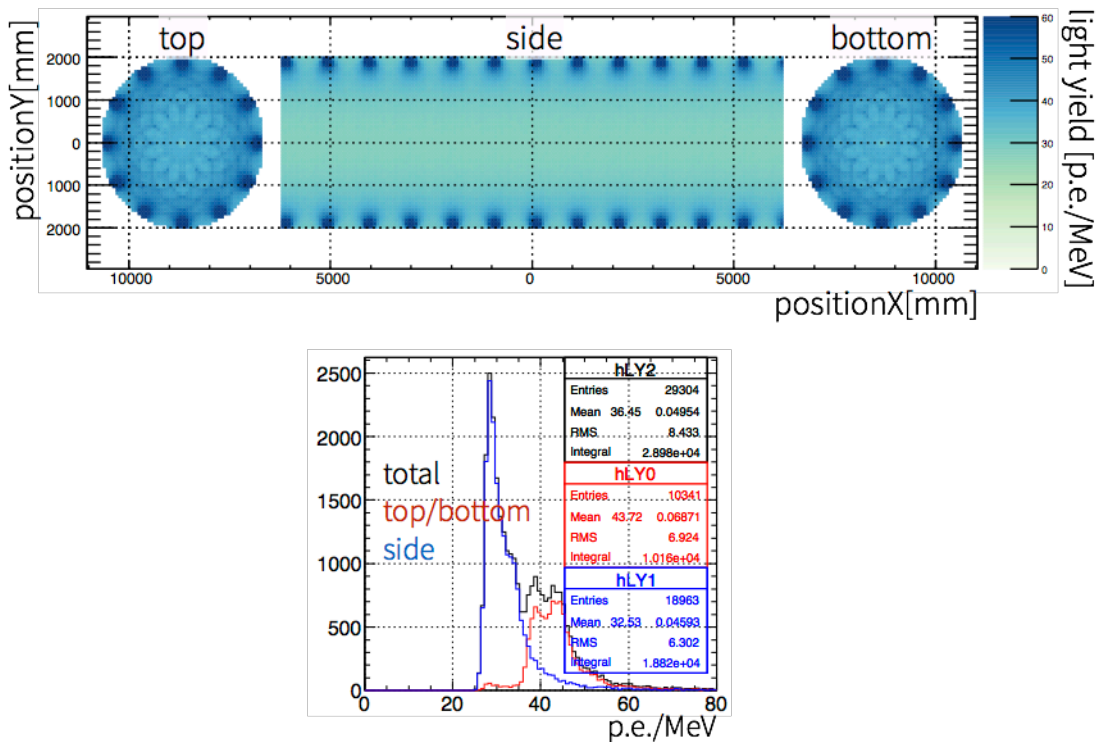 top side bottom
light yield [p.e./MeV]
positionY[mm]
2000
1000
0
1000
2000
10000 5000 0 5000 10000
positionX[mm]
60
50
40
30
20
10
0
2500
2000
1500
1000
500
0
0 20 40 60 80
p.e./MeV
total
top/bottom
side
hLY2
Entries 29304
Mean 36.45 0.04954
RMS 8.433
Integral 2.898e+04
hLY0
Entries 10341
Mean 43.72 0.06871
RMS 6.924
Integral 1.016e+04
hLY1
Entries 18963
Mean 32.53 0.04593
RMS 6.302
Integral 1.882e+04